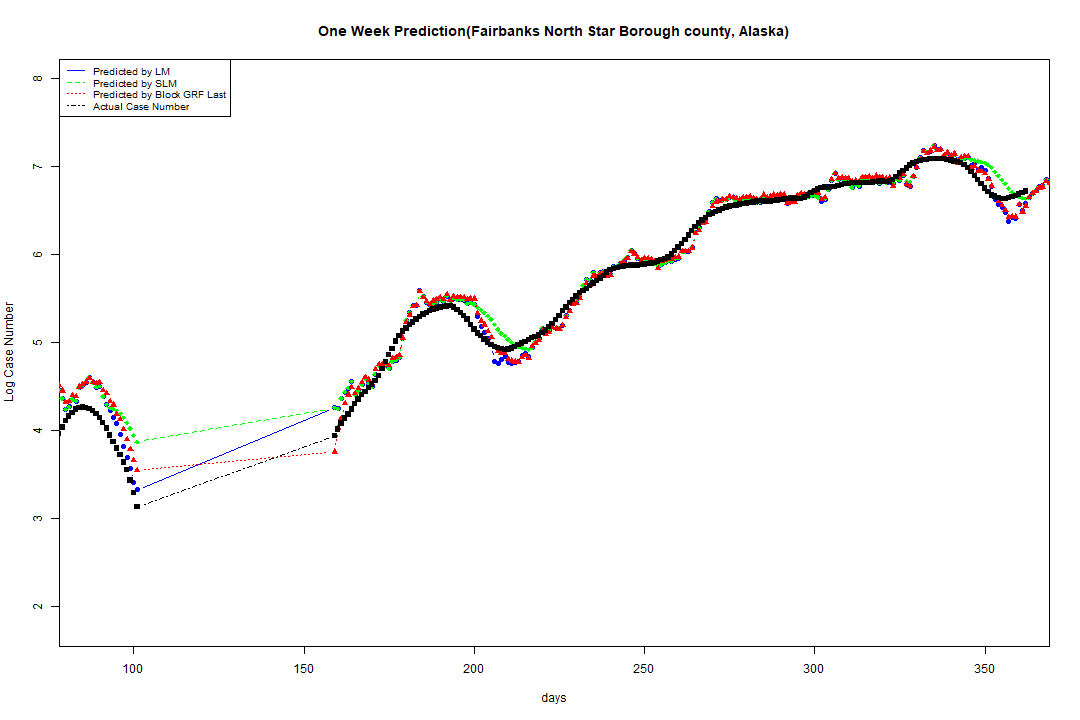 One Week Prediction(Fairbanks North Star Borough county, Alaska)
Predicted by LM
Predicted by SLM
Predicted by Block GRF Last
Actual Case Number
Log Case Number
8
7
6
5
4
3
2
100 150 200 250 300 350
days